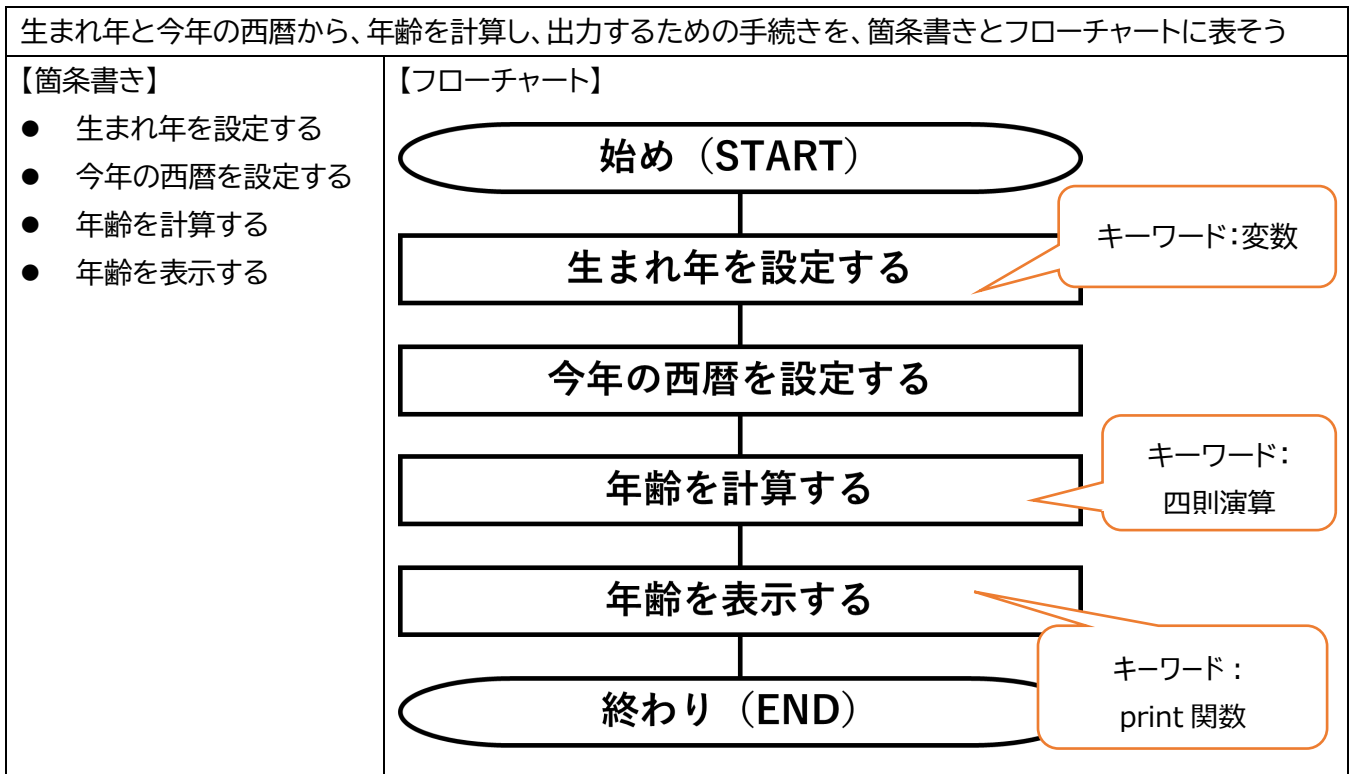 生まれ年と今年の西暦から、年齢を計算し、出力するための手続きを、箇条書きとフローチャートに表そう
【箇条書き】
● 生まれ年を設定する
● 今年の西暦を設定する
● 年齢を計算する
● 年齢を表示する
【フローチャート】
始め（START）
キーワード：変数
生まれ年を設定する
今年の西暦を設定する
キーワード：
四則演算
年齢を計算する
年齢を表示する
キーワード：
print 関数
終わり（END）